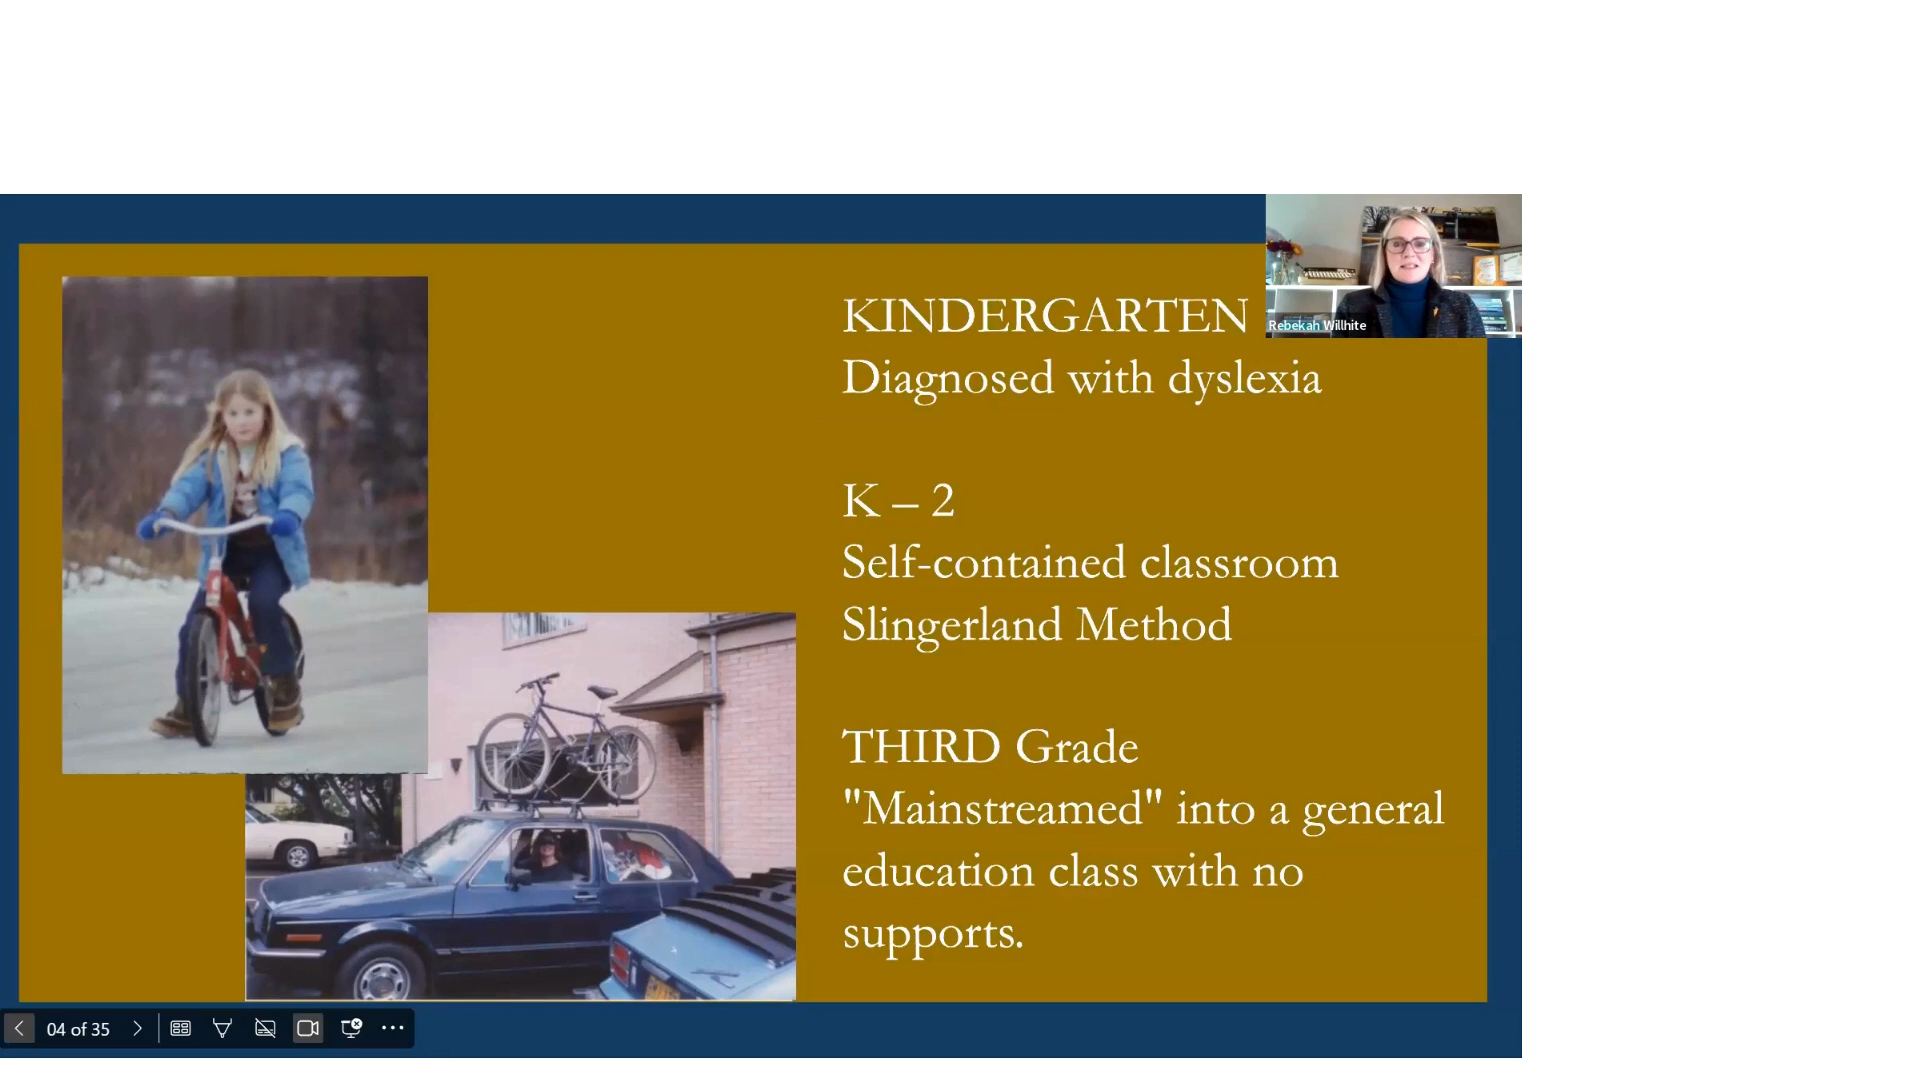 KINDERGARTEN
Diagnosed with dyslexia
K – 2
Self-contained classroom
Slingerland Method
THIRD Grade
"Mainstreamed" into a general
education class with no
supports.
Rebekah Willhite
04 of 35